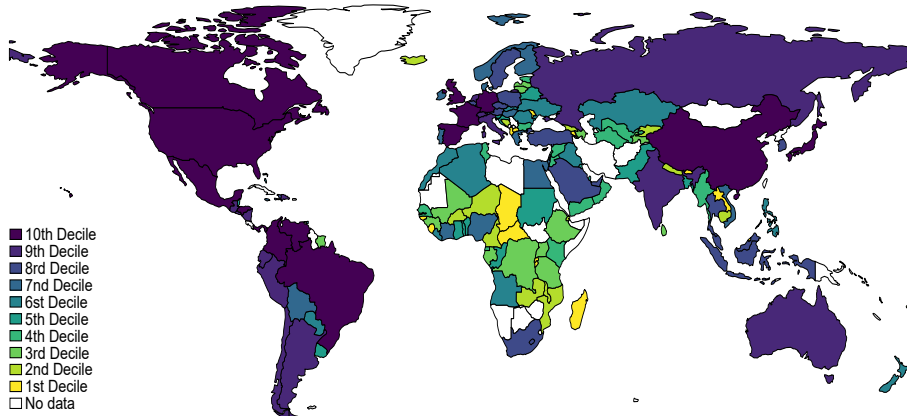 10th Decile
9th Decile
8rd Decile
7nd Decile
6st Decile
5th Decile
4th Decile
3rd Decile
2nd Decile
1st Decile
No data